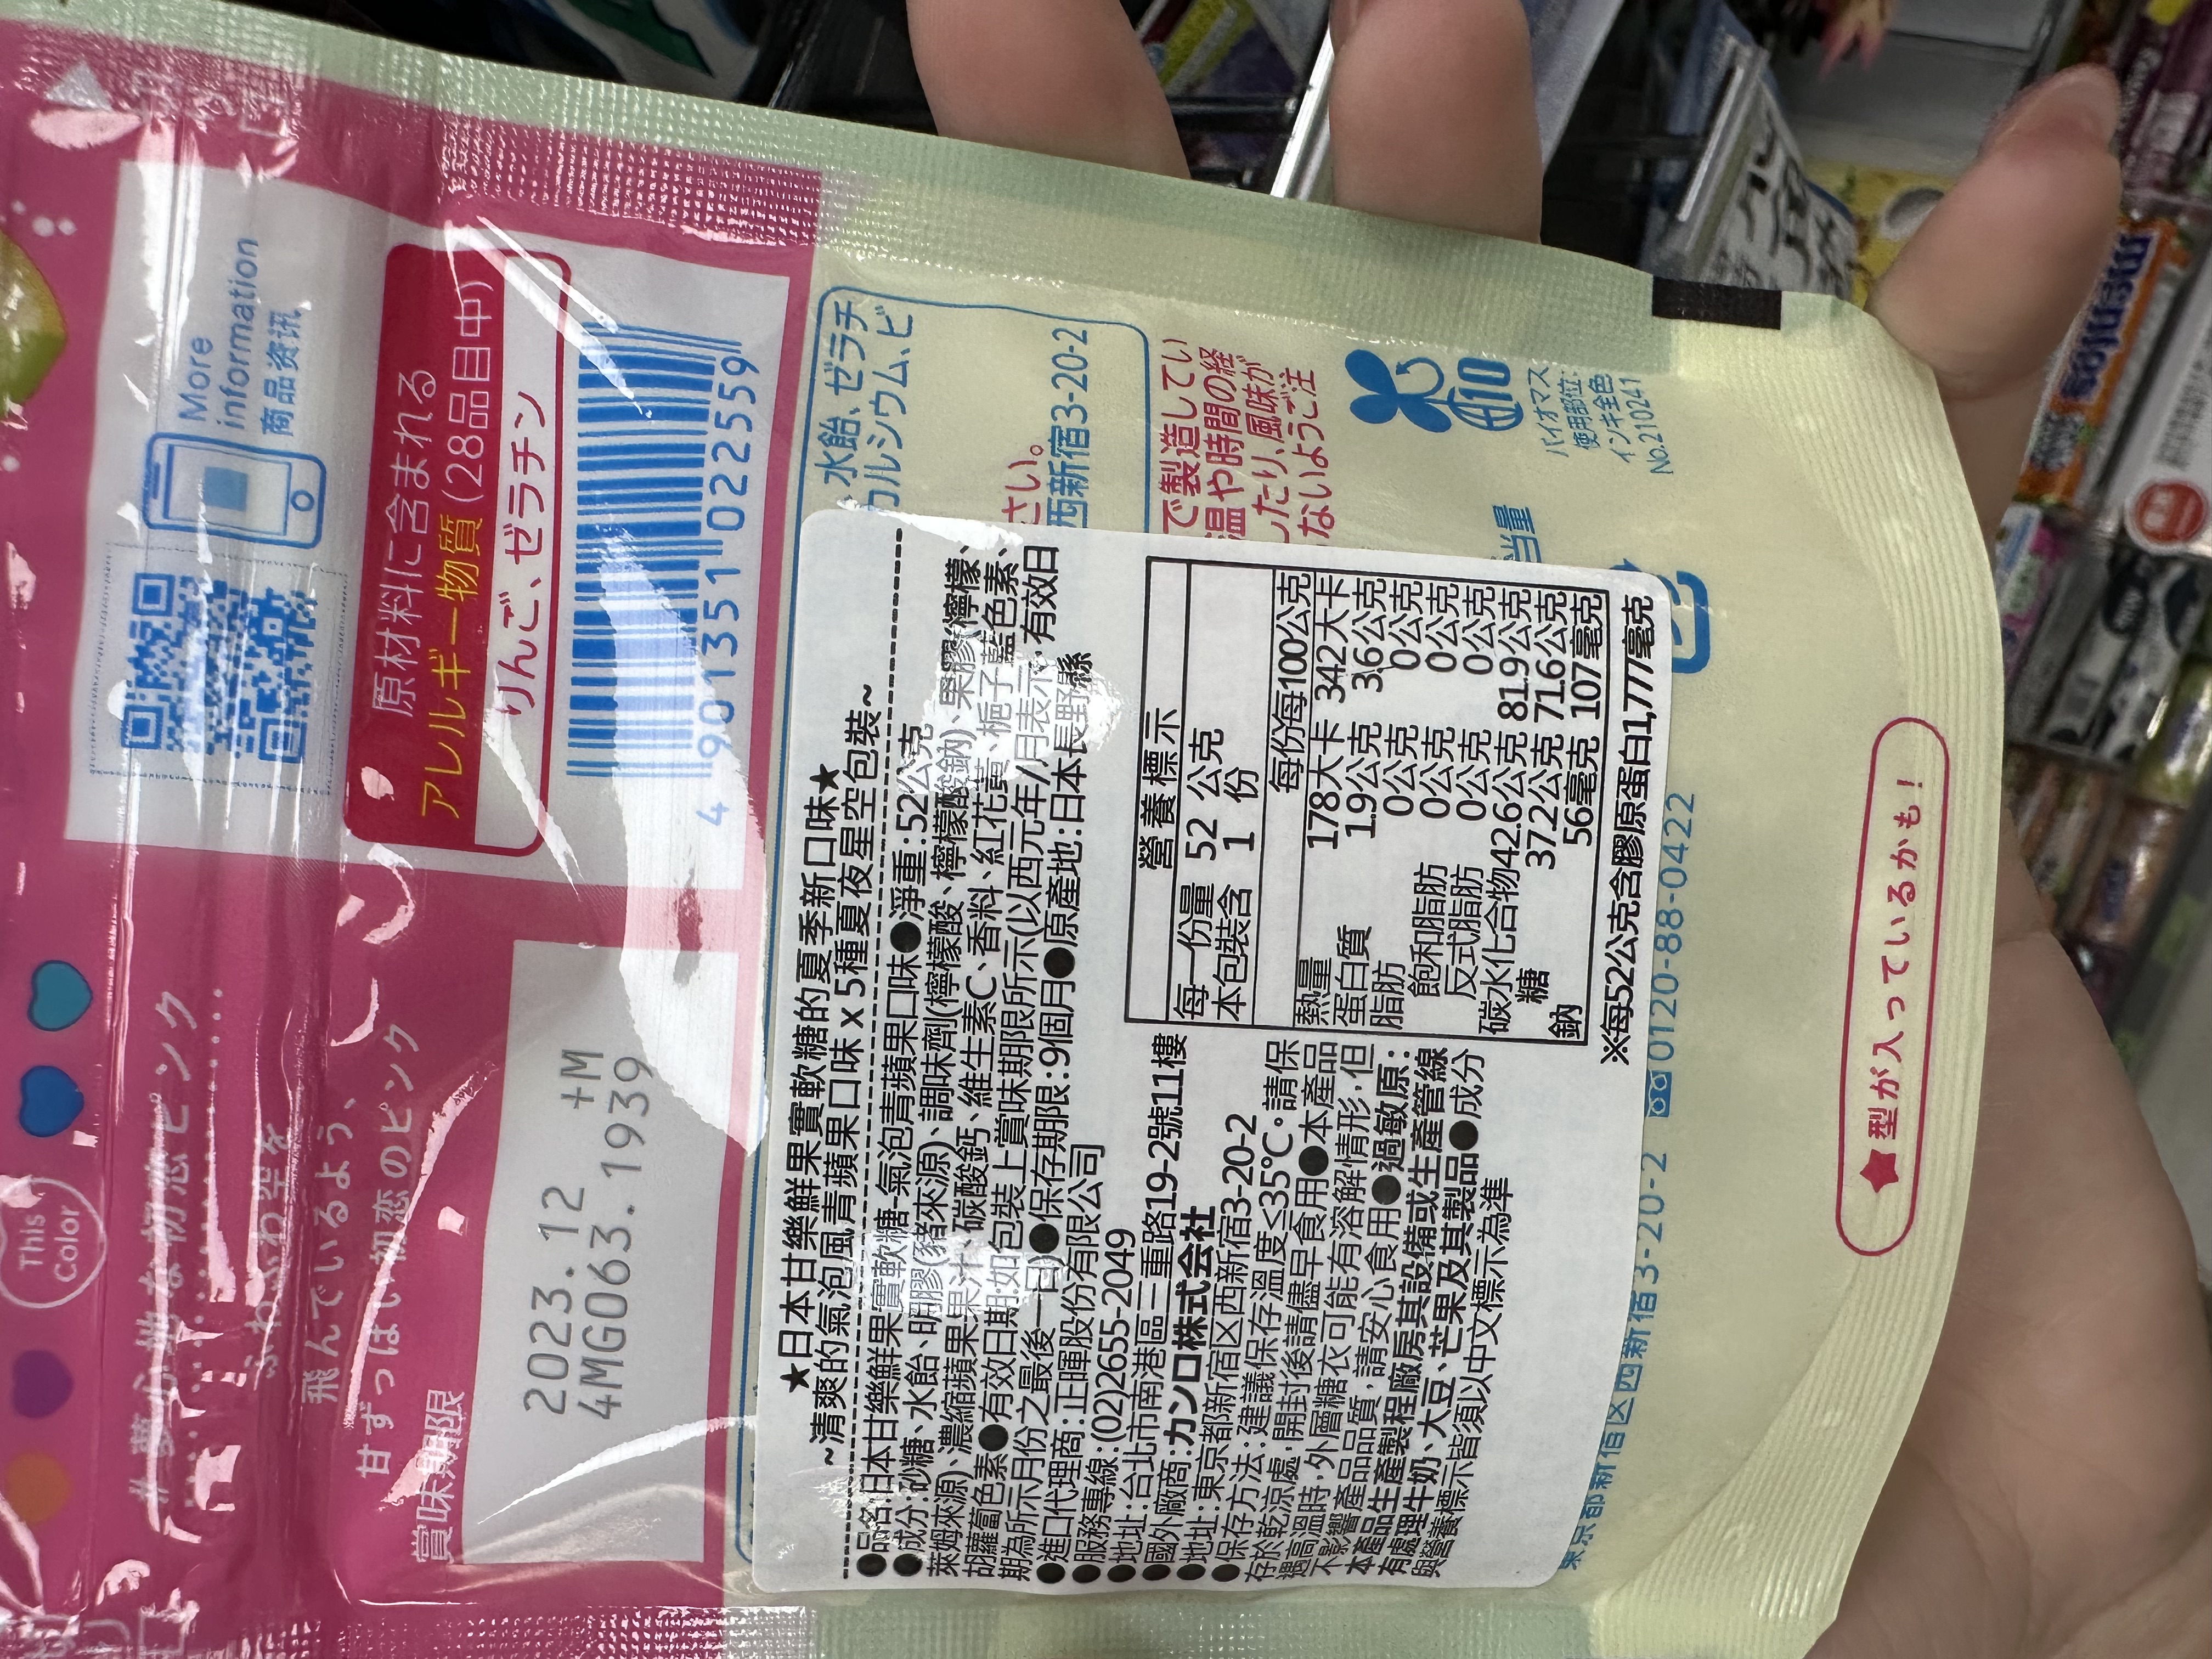 This
Color
#夢心地な初恋ピンク
ふわふわ空を
飛んでいるよう、
甘ずっぱい初恋のピンク
More
information
商品资讯
賞味期限
2023.12 +M
4MG063.1939
原材料に含まれる
アレルギー物質(28品目中)
りんご、ゼラチン
4 901351 022559
★日本甘樂鮮果實軟糖的夏季新口味★
~清爽的氣泡風青蘋果口味 x 5種夏夜星空包裝~
●品名:日本甘樂鮮果實軟糖-氣泡青蘋果口味●淨重:52公克
●成分:砂糖、水飴、明膠(豬來源)、調味劑(檸檬酸、檸檬酸鈉)、果膠(檸檬、
萊姆來源)、濃縮蘋果果汁、碳酸鈣、維生素C、香料、紅花黃、梔子藍色素、
胡蘿蔔色素●有效日期:如包裝上賞味期限所示(以西元年/月表示,有效日
期為所示月份之最後一日)●保存期限:9個月●原產地:日本長野縣
●進口代理商:正暉股份有限公司
●服務專線:(02)2655-2049
●地址:台北市南港區三重路19-2號11樓
●國外廠商:カンロ株式会社
●地址:東京都新宿区西新宿3-20-2
●保存方法:建議保存溫度≤35℃。請保
存於乾涼處,開封後請儘早食用●本產品
遇高溫時,外層糖衣可能有溶解情形,但
不影響產品品質,請安心食用●過敏原:
本產品生產製程廠房其設備或生產管線
有處理牛奶、大豆、芒果及其製品●成分
與營養標示皆須以中文標示為準
營養標示
每一份量 52 公克
本包裝含 1 份
每份每100公克
熱量 178大卡 342大卡
蛋白質 1.9公克 3.6公克
脂肪 0公克 0公克
飽和脂肪 0公克 0公克
反式脂肪 0公克 0公克
碳水化合物42.6公克 81.9公克
糖 37.2公克 71.6公克
鈉 56毫克 107毫克
※每52公克含膠原蛋白1,777毫克
、水飴、ゼラチ
カルシウム、ビ
さい。
西新宿3-20-2
で製造してい
温や時間の経
したり、風味が
ないようご注
当量
10
バイオマス
使用部位:
インキ全色
No.210241
東京都新宿区西新宿3-20-2 0120-88-0422
★型が入っているかも!
mentos